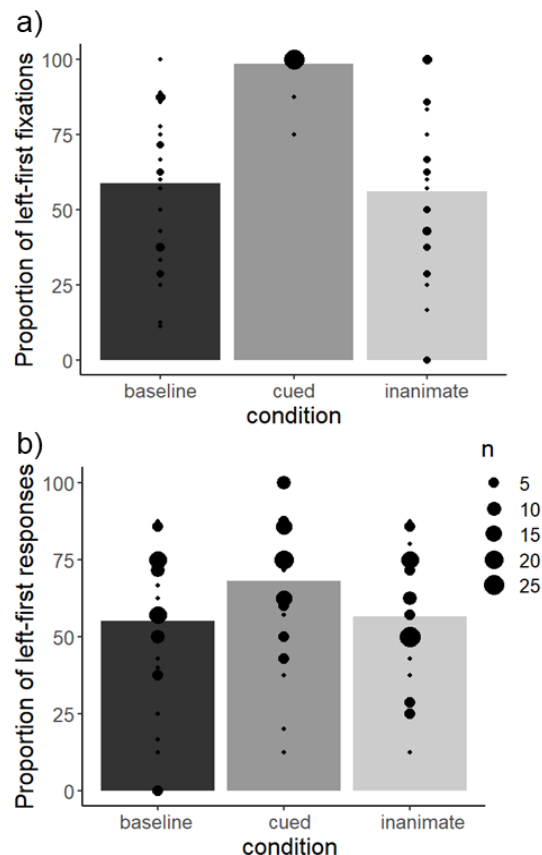 a)
Proportion of left-first fixations
100
75
50
25
0
baseline cued inanimate
condition
b)
Proportion of left-first responses
100
75
50
25
0
baseline cued inanimate
condition
n
5
10
15
20
25